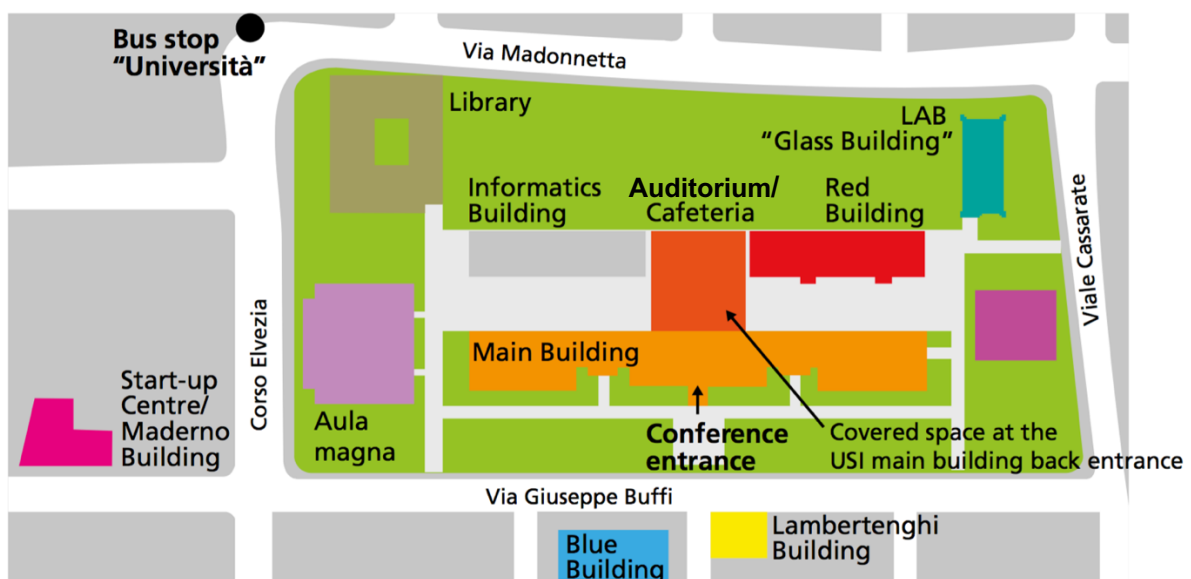 Bus stop
“Università”
Via Madonnetta
Library
LAB
“Glass Building”
Informatics
Building
Auditorium/
Cafeteria
Red
Building
Viale Cassarate
Corso Elvezia
Main Building
Start-up
Centre/
Maderno
Building
Aula
magna
Conference
entrance
Covered space at the
USI main building back entrance
Via Giuseppe Buffi
Blue
Building
Lambertenghi
Building